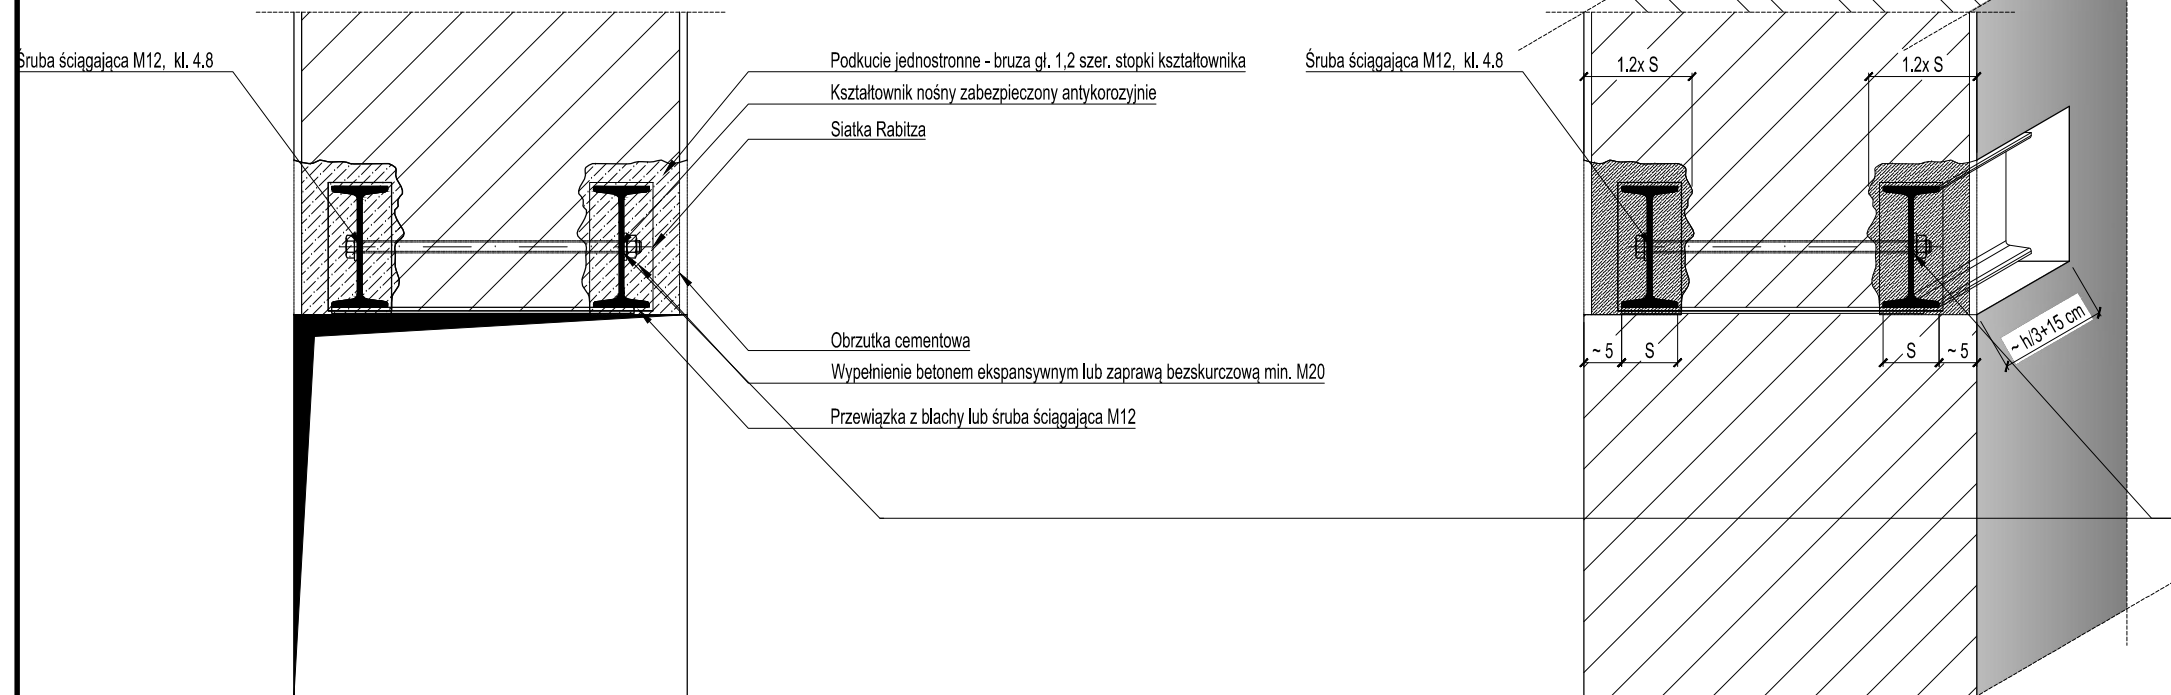 Śruba ściągająca M12, kl. 4.8
Podkucie jednostronne - bruza gł. 1,2 szer. stopki kształtownika
Kształtownik nośny zabezpieczony antykorozyjnie
Siatka Rabitza
Obrzutka cementowa
Wypełnienie betonem ekspansywnym lub zaprawą bezskurczową min. M20
Przewiązka z blachy lub śruba ściągająca M12
Śruba ściągająca M12, kl. 4.8
1.2x S
1.2x S
~ 5
S
S
~ 5
~ h/3+15 cm